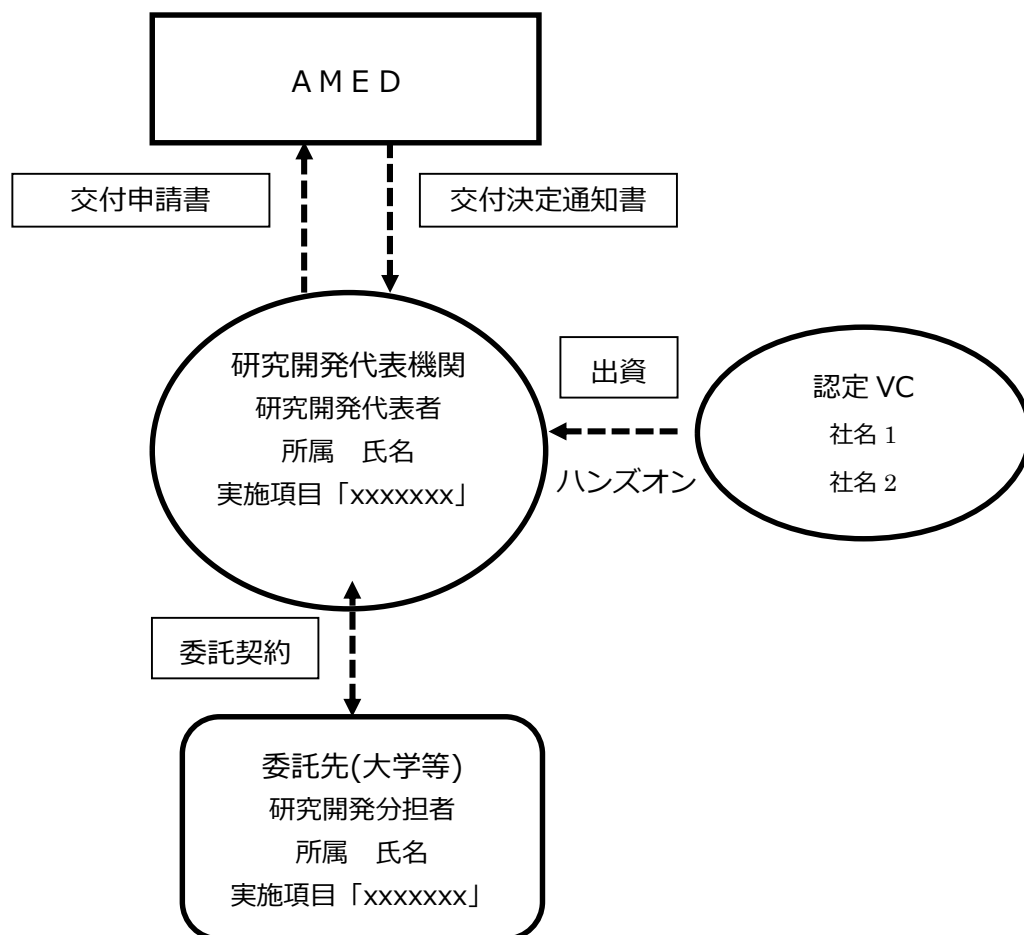 ＡＭＥＤ
交付申請書
交付決定通知書
研究開発代表機関
研究開発代表者
所属　氏名
実施項目「xxxxxxx」
出資
ハンズオン
認定 VC
社名 1
社名 2
委託契約
委託先(大学等)
研究開発分担者
所属　氏名
実施項目「xxxxxxx」